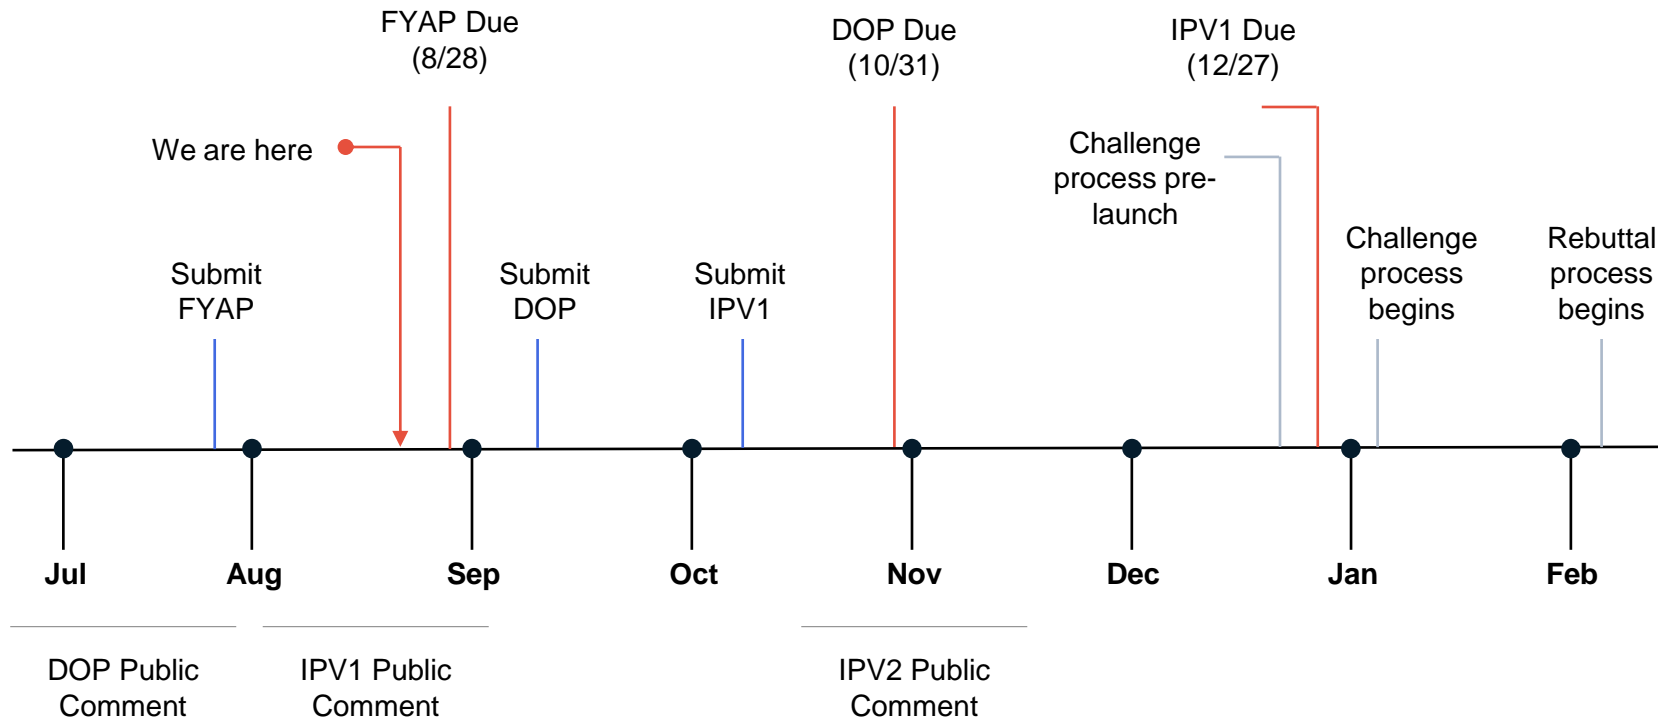 FYAP Due
(8/28)
DOP Due
(10/31)
IPV1 Due
(12/27)
We are here
Challenge
process pre-
launch
Submit
FYAP
Submit
DOP
Submit
IPV1
Challenge
process
begins
Rebuttal
process
begins
Jul
Aug
Sep
Oct
Nov
Dec
Jan
Feb
DOP Public
Comment
IPV1 Public
Comment
IPV2 Public
Comment